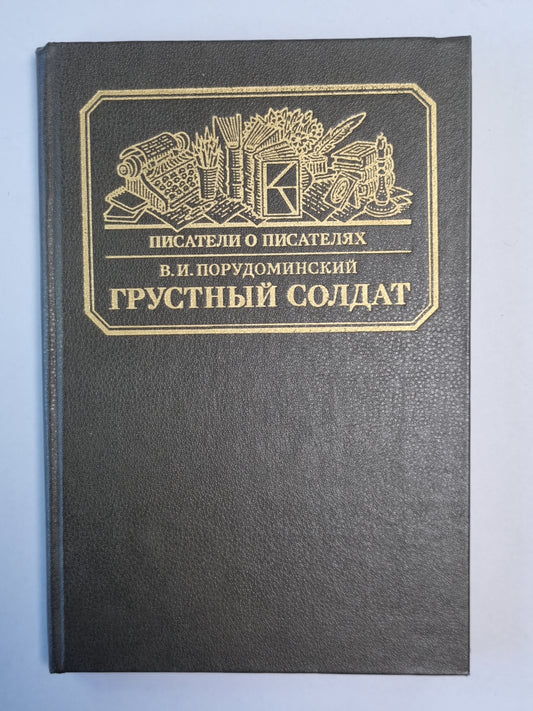 ПИСАТЕЛИ О ПИСАТЕЛЯХ
В.И. ПОРУДОМИНСКИЙ
ГРУСТНЫЙ СОЛДАТ